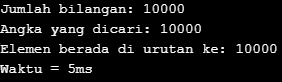 Jumlah bilangan: 10000
Angka yang dicari: 10000
Elemen berada di urutan ke: 10000
Waktu = 5ms